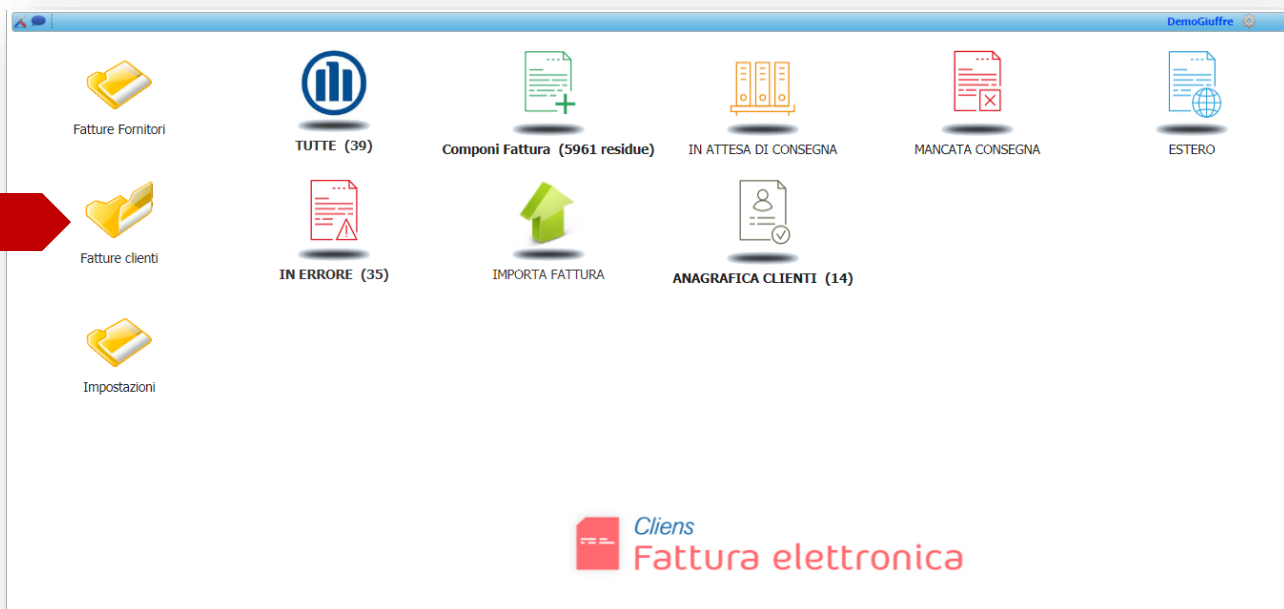 DemoGiuffre
Fatture Fornitori
TUTTE (39)
Componi Fattura (5961 residue)
IN ATTESA DI CONSEGNA
MANCATA CONSEGNA
ESTERO
Fatture clienti
IN ERRORE (35)
IMPORTA FATTURA
ANAGRAFICA CLIENTI (14)
Impostazioni
Cliens
Fattura elettronica